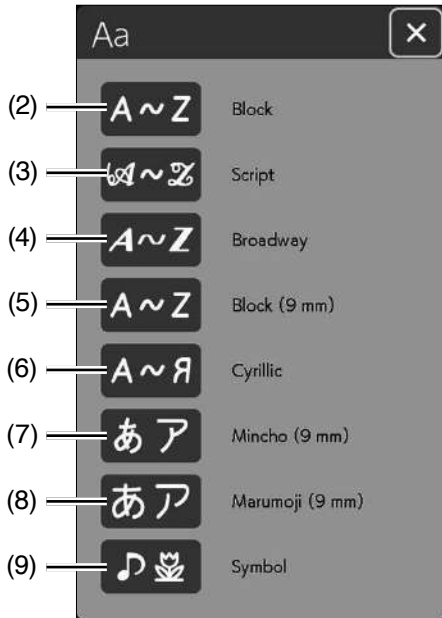 Aa ×
(2) A ~ Z Block
(3) A ~ Z Script
(4) A ~ Z Broadway
(5) A ~ Z Block (9 mm)
(6) A ~ Я Cyrillic
(7) あ ア Mincho (9 mm)
(8) あ ア Marumoji (9 mm)
(9) Symbol